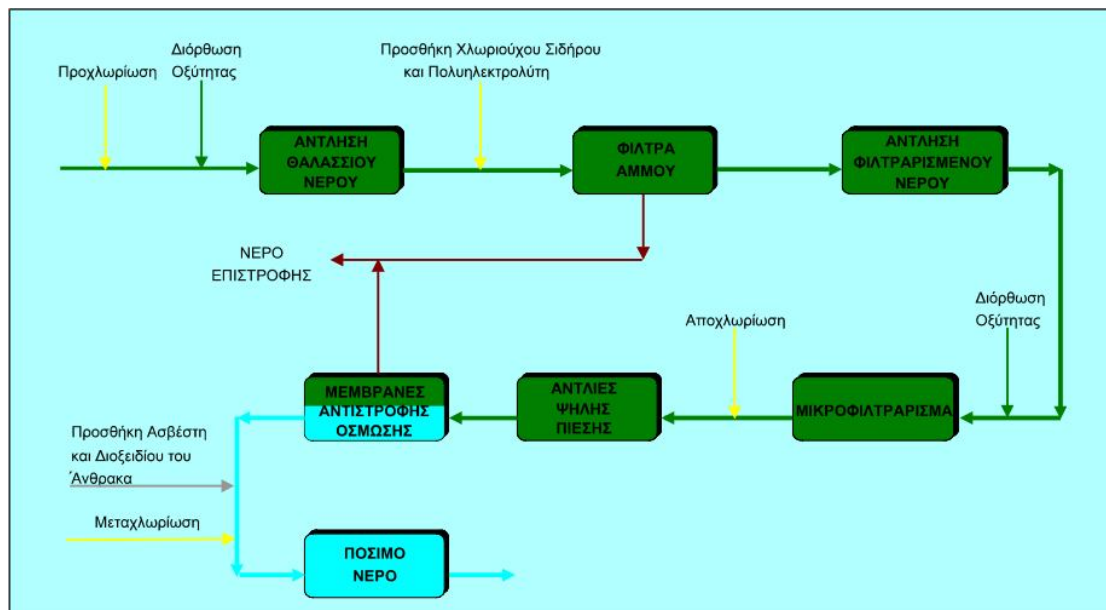 Προχλωρίωση
Διόρθωση
Οξύτητας
Προσθήκη Χλωριούχου Σιδήρου
και Πολυηλεκτρολύτη
ΑΝΤΛΗΣΗ
ΘΑΛΑΣΣΙΟΥ
ΝΕΡΟΥ
ΦΙΛΤΡΑ
ΑΜΜΟΥ
ΑΝΤΛΗΣΗ
ΦΙΛΤΡΑΡΙΣΜΕΝΟΥ
ΝΕΡΟΥ
ΝΕΡΟ
ΕΠΙΣΤΡΟΦΗΣ
Διόρθωση
Οξύτητας
Αποχλωρίωση
ΜΕΜΒΡΑΝΕΣ
ΑΝΤΙΣΤΡΟΦΗΣ
ΟΣΜΩΣΗΣ
ΑΝΤΛΙΕΣ
ΨΗΛΗΣ
ΠΙΕΣΗΣ
ΜΙΚΡΟΦΙΛΤΡΑΡΙΣΜΑ
Προσθήκη Ασβέστη
και Διοξειδίου του
Άνθρακα
Μεταχλωρίωση
ΠΟΣΙΜΟ
ΝΕΡΟ